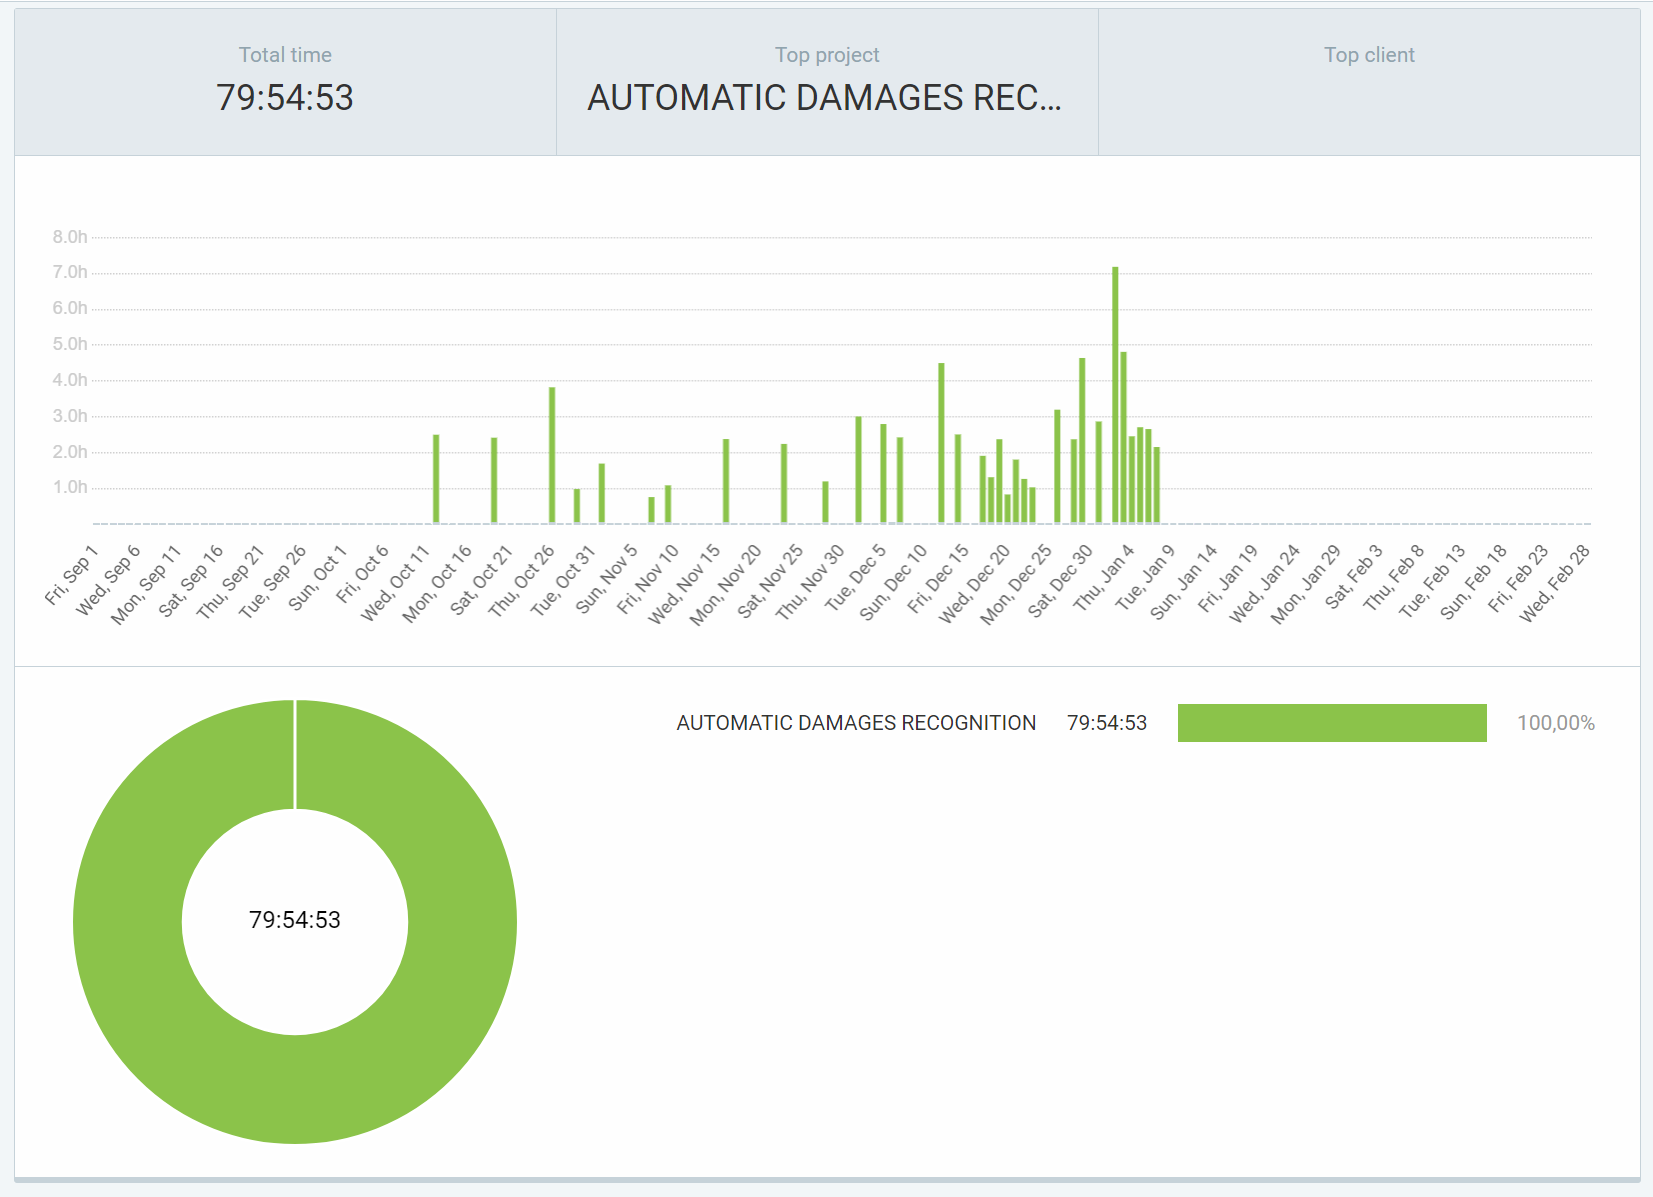 Total time
79:54:53
Top project
AUTOMATIC DAMAGES REC...
Top client
8.0h
7.0h
6.0h
5.0h
4.0h
3.0h
2.0h
1.0h
Fri, Sep 1
Wed, Sep 6
Mon, Sep 11
Sat, Sep 16
Thu, Sep 21
Tue, Sep 26
Sun, Oct 1
Fri, Oct 6
Wed, Oct 11
Mon, Oct 16
Sat, Oct 21
Thu, Oct 26
Tue, Oct 31
Sun, Nov 5
Fri, Nov 10
Wed, Nov 15
Mon, Nov 20
Sat, Nov 25
Thu, Nov 30
Tue, Dec 5
Sun, Dec 10
Fri, Dec 15
Wed, Dec 20
Mon, Dec 25
Sat, Dec 30
Thu, Jan 4
Tue, Jan 9
Sun, Jan 14
Fri, Jan 19
Wed, Jan 24
Mon, Jan 29
Sat, Feb 3
Thu, Feb 8
Tue, Feb 13
Sun, Feb 18
Fri, Feb 23
Wed, Feb 28
AUTOMATIC DAMAGES RECOGNITION 79:54:53 100,00%
79:54:53